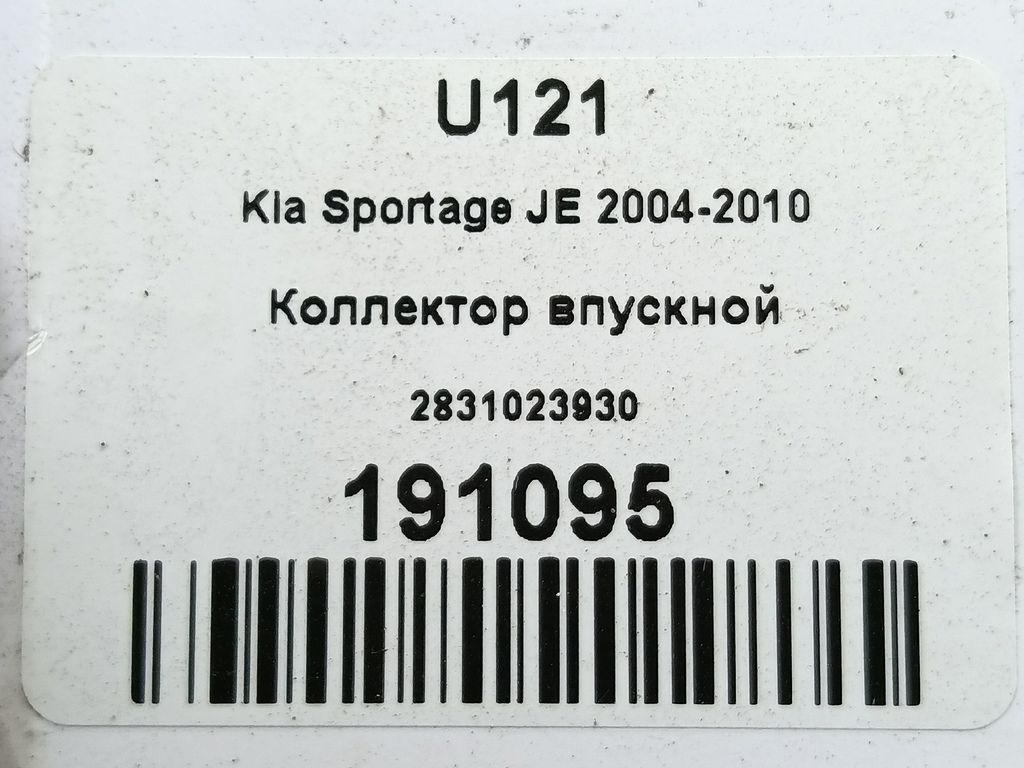 U121
Kia Sportage JE 2004-2010
Коллектор впускной
2831023930
191095